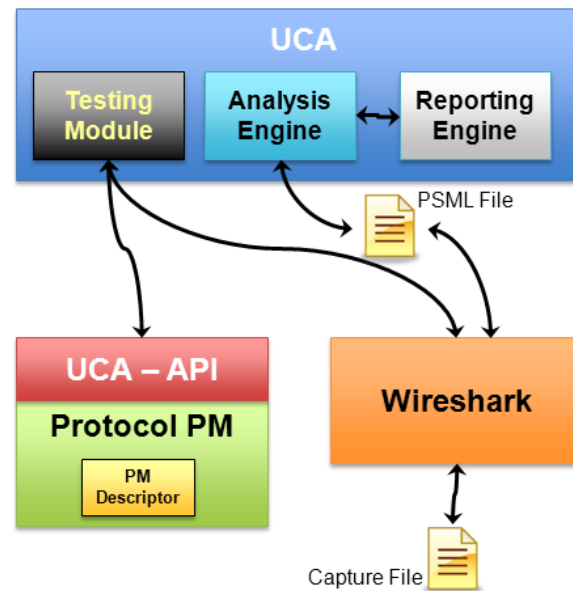 UCA
Testing
Module
Analysis
Engine
Reporting
Engine
PSML File
UCA – API
Protocol PM
PM
Descriptor
Wireshark
Capture File